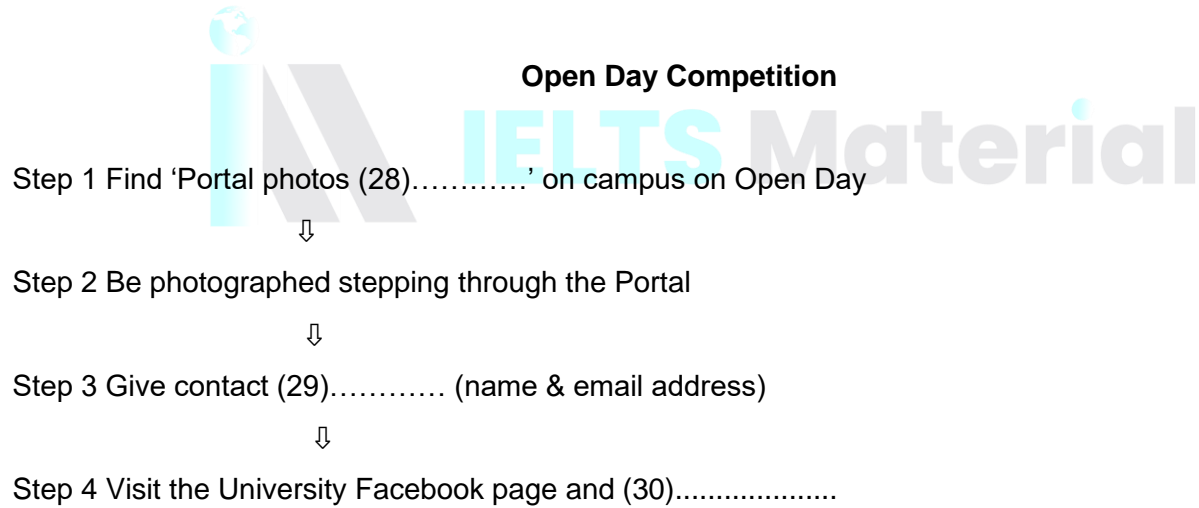 Open Day Competition
IELTS Material
Step 1 Find ‘Portal photos (28)…………’ on campus on Open Day
⇩
Step 2 Be photographed stepping through the Portal
⇩
Step 3 Give contact (29)………… (name & email address)
⇩
Step 4 Visit the University Facebook page and (30)....................